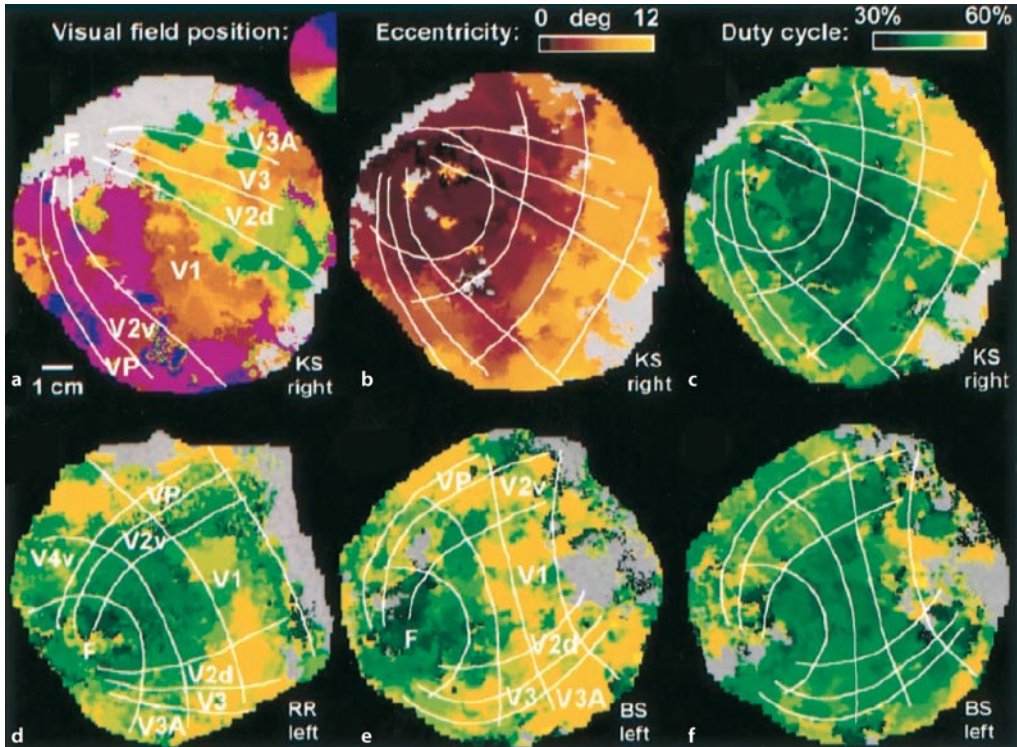 Visual field position:
Eccentricity: 0 deg 12
Duty cycle: 30% 60%
F
V3A
V3
V2d
V1
V2v
VP
1 cm
a
KS
right
b
KS
right
c
KS
right
VP
V2v
V4v
V1
F
V2d
V3
V3A
d
RR
left
VP
V2v
V1
F
V2d
V3 V3A
e
BS
left
f
BS
left